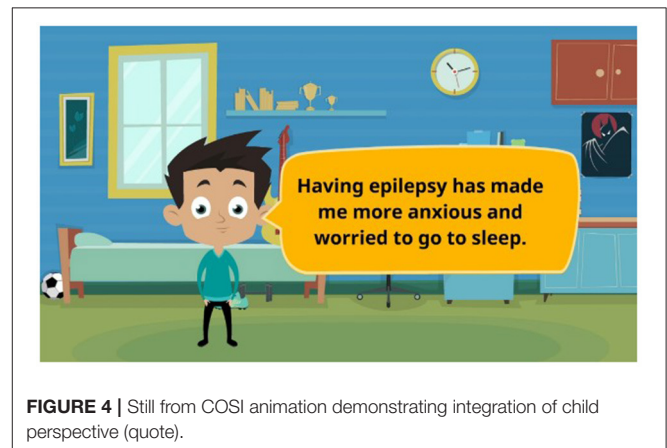 Having epilepsy has made
me more anxious and
worried to go to sleep.
FIGURE 4 | Still from COSI animation demonstrating integration of child
perspective (quote).